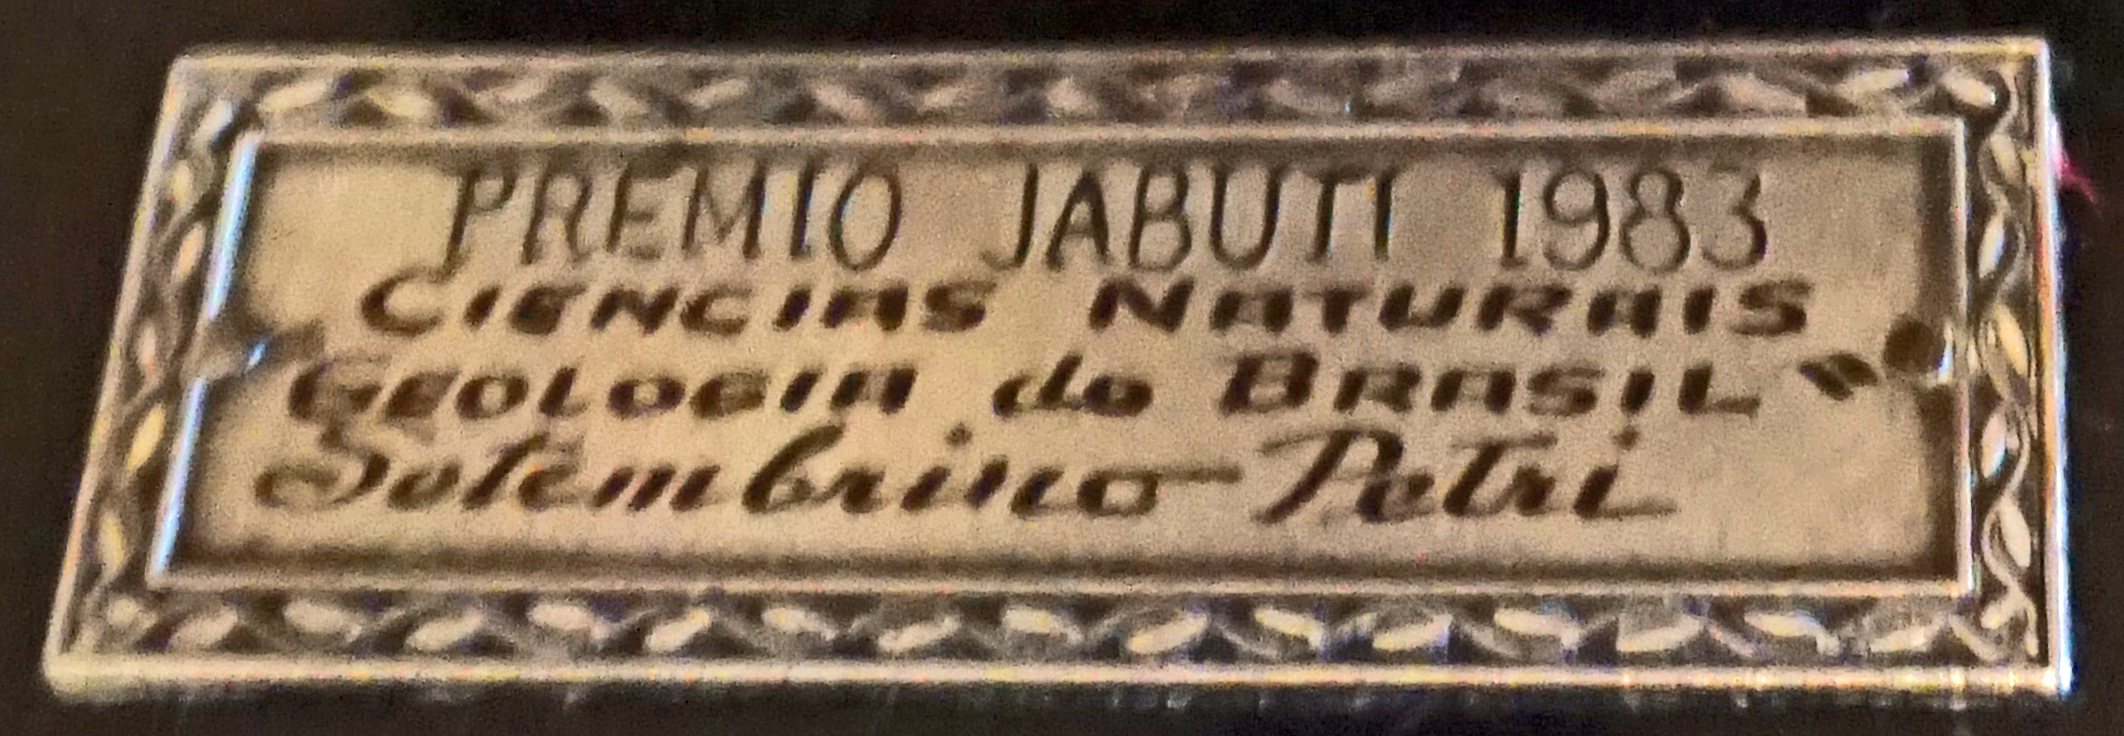 PREMIO JABUTI 1983
CIENCIAS NATURAIS
GEOLOGIA do BRASIL"
Setembrino Petri